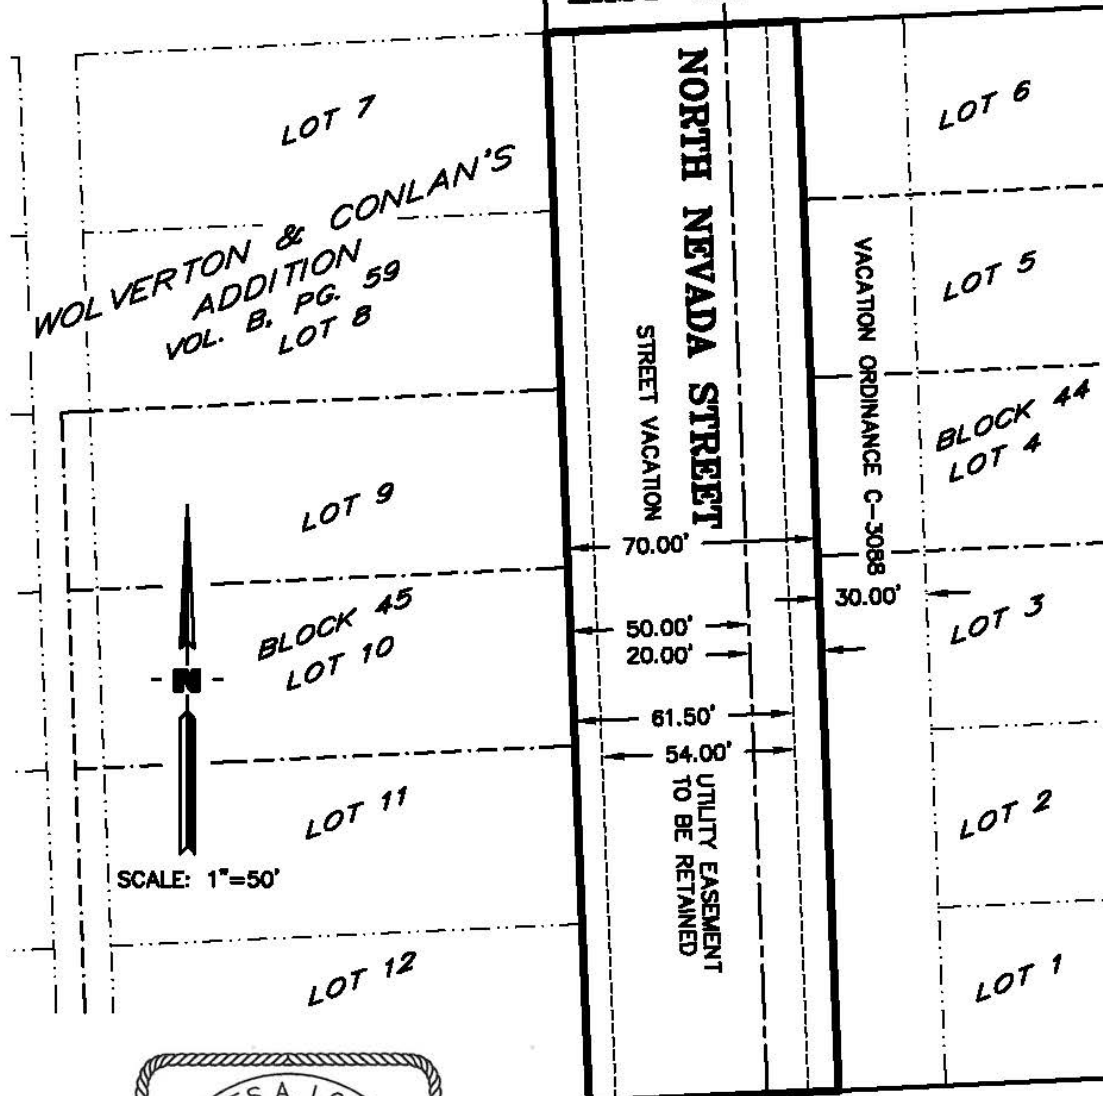 LOT 7
WOLVERTON & CONLAN'S
ADDITION
VOL. B, PG. 59
LOT 8
LOT 9
BLOCK 45
LOT 10
LOT 11
LOT 12
N
SCALE: 1"=50'
NORTH NEVADA STREET
STREET VACATION
70.00'
50.00'
20.00'
61.50'
54.00'
UTILITY EASEMENT
TO BE RETAINED
VACATION ORDINANCE C-3088
30.00'
LOT 6
LOT 5
BLOCK 44
LOT 4
LOT 3
LOT 2
LOT 1